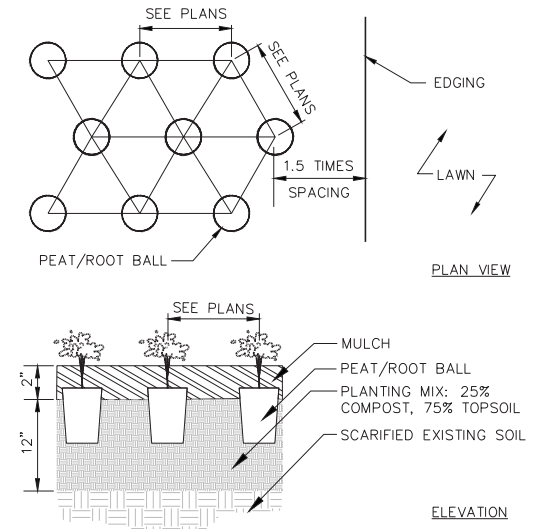 SEE PLANS
SEE PLANS
EDGING
1.5 TIMES
SPACING
LAWN
PEAT/ROOT BALL
PLAN VIEW
SEE PLANS
MULCH
PEAT/ROOT BALL
PLANTING MIX: 25%
COMPOST, 75% TOPSOIL
SCARIFIED EXISTING SOIL
2"
12"
ELEVATION